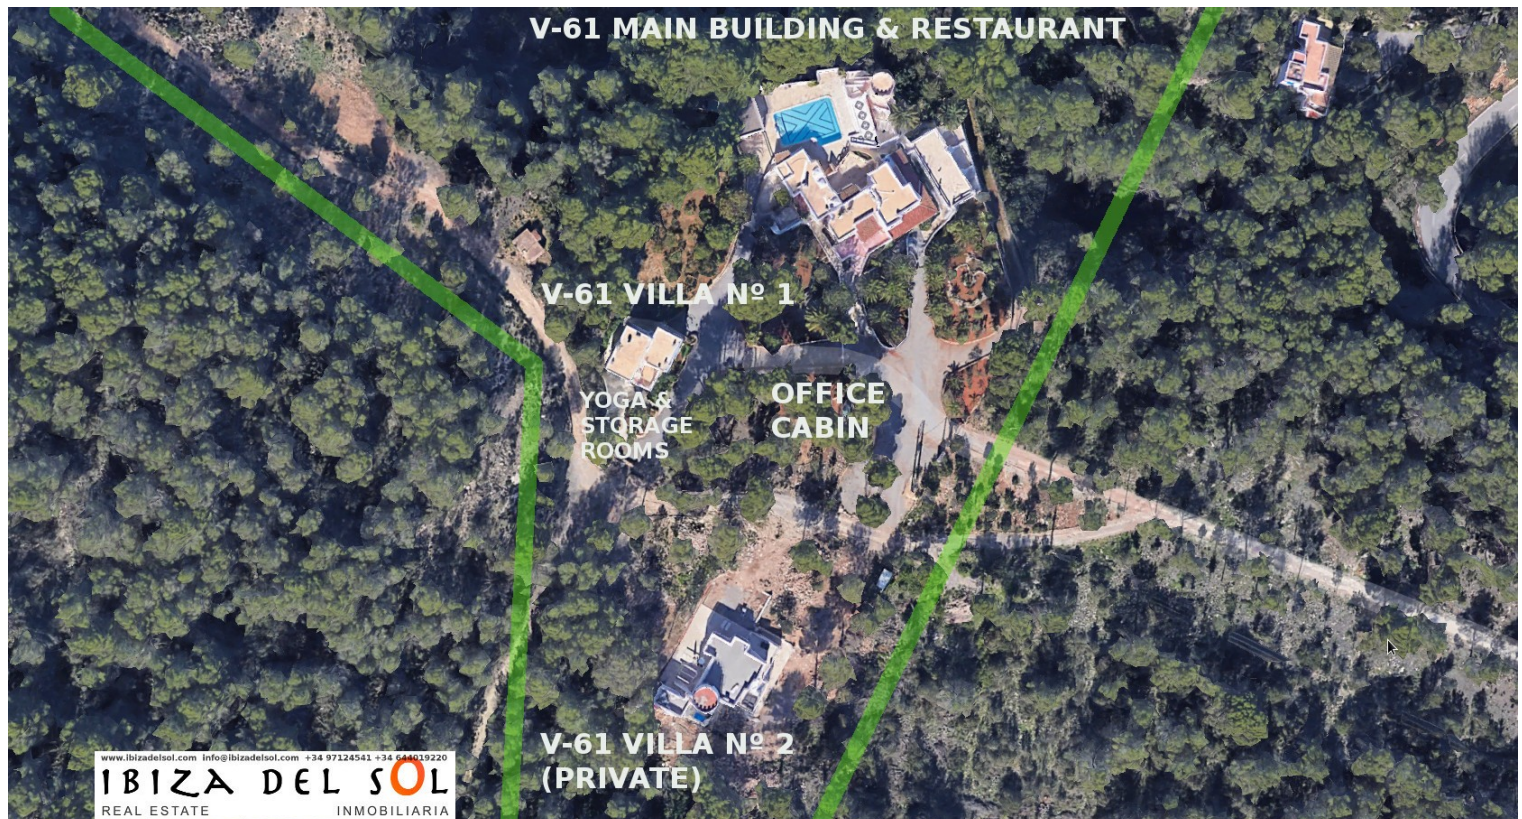 V-61 MAIN BUILDING & RESTAURANT
V-61 VILLA Nº 1
OFFICE
CABIN
YOGA &
STORAGE
ROOMS
V-61 VILLA Nº 2
(PRIVATE)
www.ibizadelsol.com info@ibizadelsol.com +34 97124541 +34 644019220
IBIZA DEL SOL
REAL ESTATE INMOBILIARIA